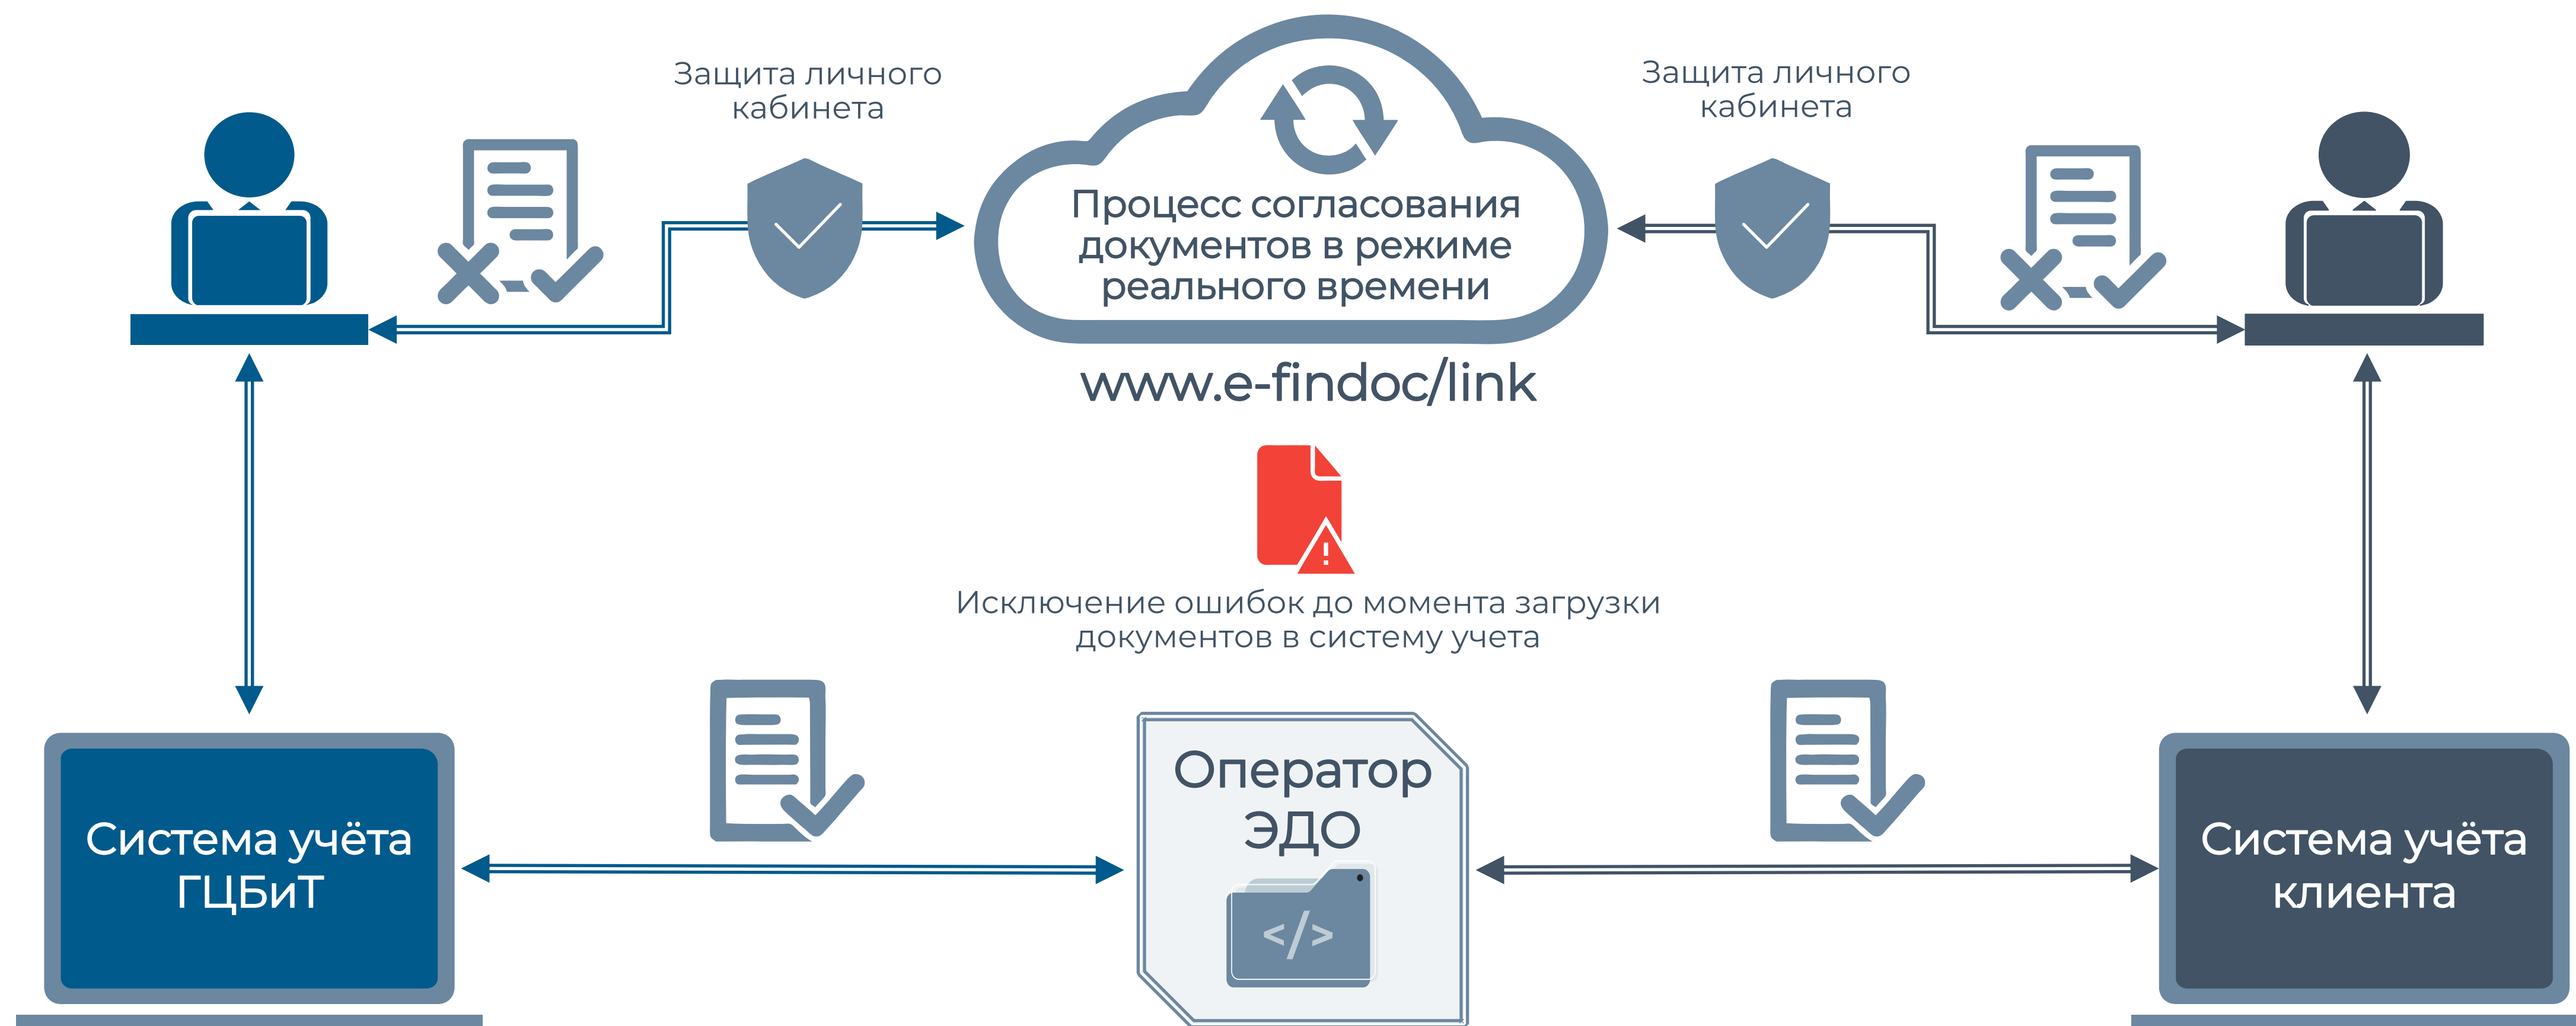 Защита личного
кабинета
Защита личного
кабинета
Процесс согласования
документов в режиме
реального времени
www.e-findoc/link
Исключение ошибок до момента загрузки
документов в систему учета
Оператор
ЭДО
</>
Система учёта
ГЦБиТ
Система учёта
клиента